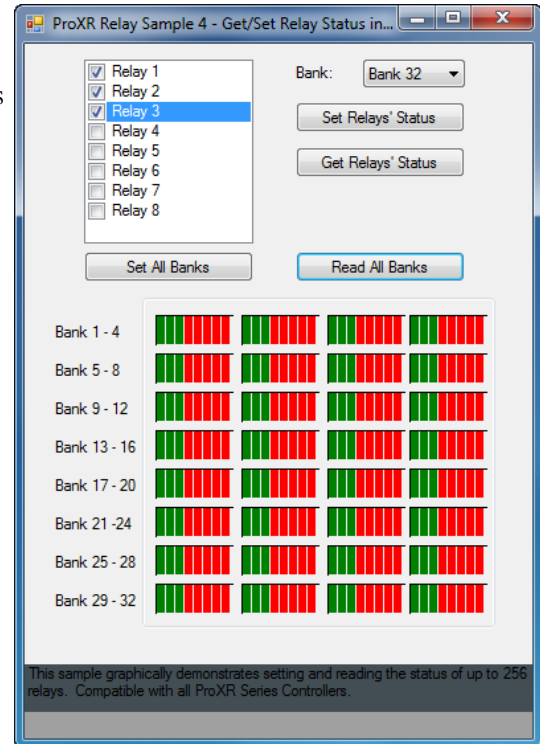 ProXR Relay Sample 4 - Get/Set Relay Status in...
Relay 1
Relay 2
Relay 3
Relay 4
Relay 5
Relay 6
Relay 7
Relay 8
Bank: Bank 32
Set Relays' Status
Get Relays' Status
Set All Banks
Read All Banks
Bank 1 - 4
Bank 5 - 8
Bank 9 - 12
Bank 13 - 16
Bank 17 - 20
Bank 21 -24
Bank 25 - 28
Bank 29 - 32
This sample graphically demonstrates setting and reading the status of up to 256
relays. Compatible with all ProXR Series Controllers.